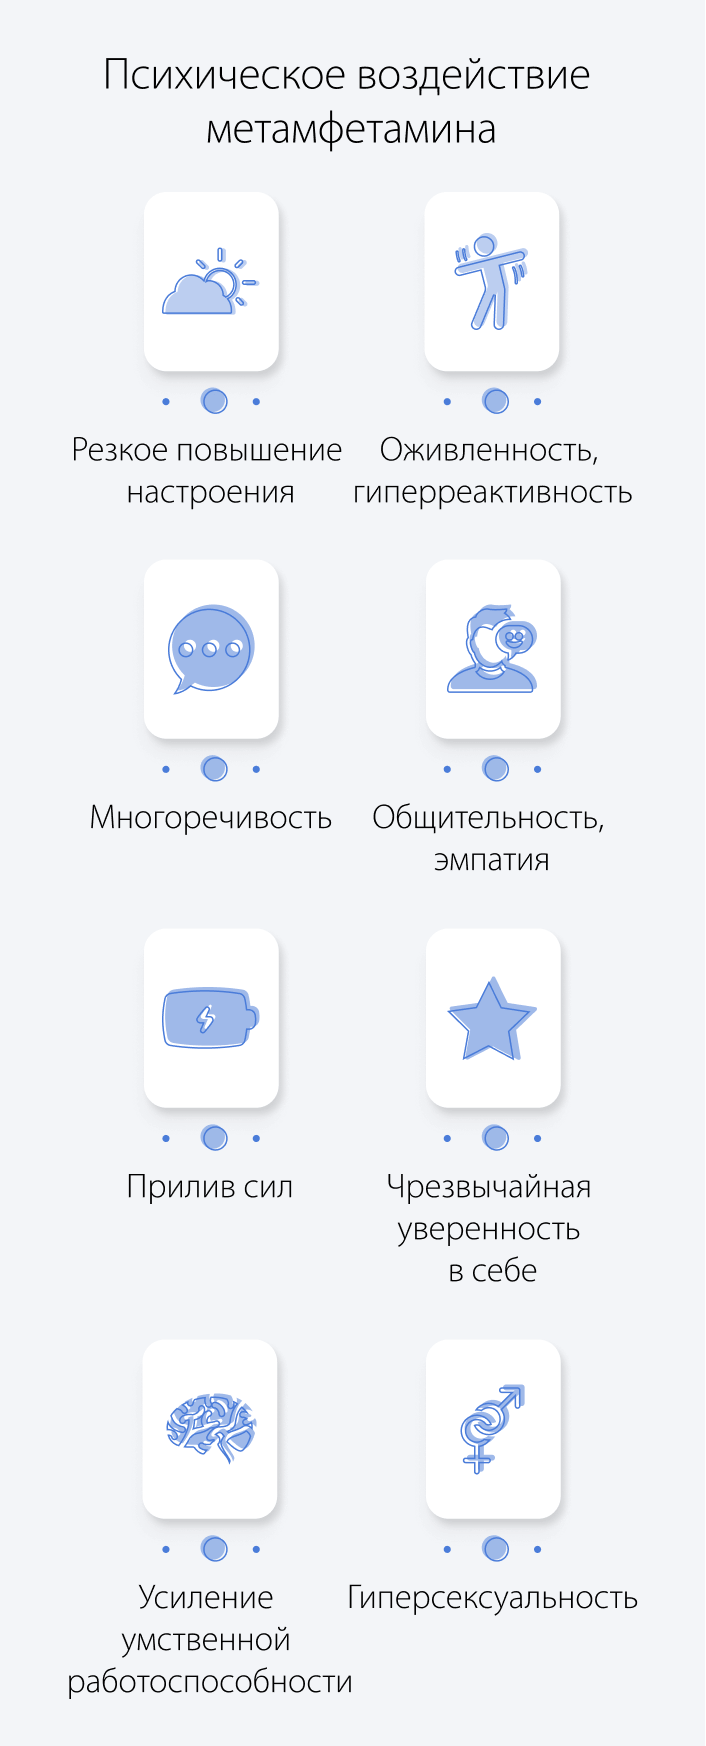 Психическое воздействие
метамфетамина
Резкое повышение
настроения
Оживленность,
гиперреактивность
Многоречивость
Общительность,
эмпатия
Прилив сил
Чрезвычайная
уверенность
в себе
Усиление
умственной
работоспособности
Гиперсексуальность